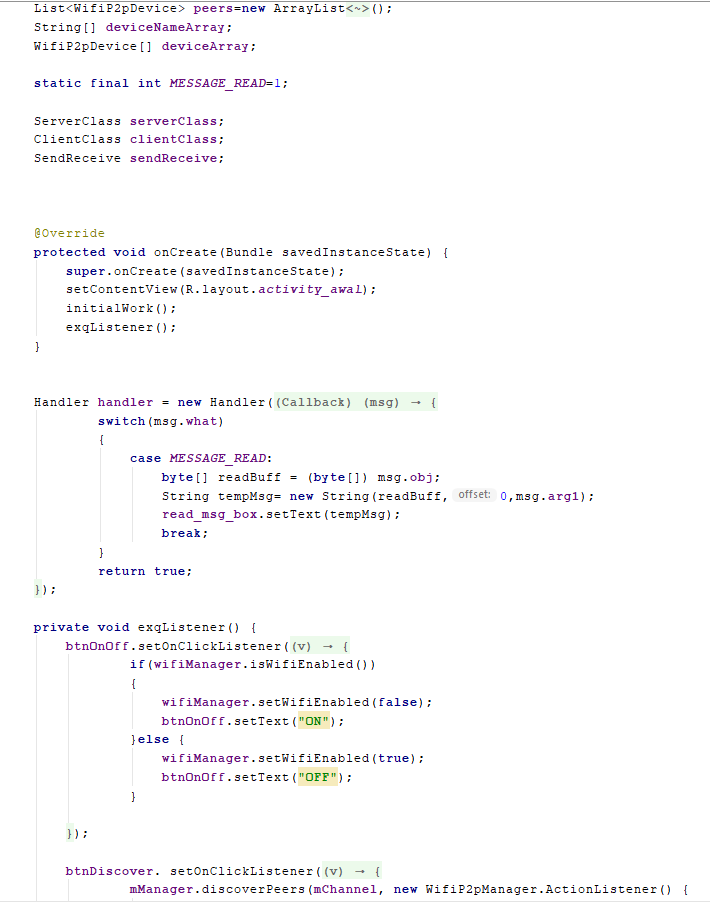 List<WifiP2pDevice> peers=new ArrayList<~>();
String[] deviceNameArray;
WifiP2pDevice[] deviceArray;
static final int MESSAGE_READ=1;
ServerClass serverClass;
ClientClass clientClass;
SendReceive sendReceive;
@Override
protected void onCreate(Bundle savedInstanceState) {
    super.onCreate(savedInstanceState);
    setContentView(R.layout.activity_awal);
    initialWork();
    exqListener();
}
Handler handler = new Handler((Callback) (msg) → {
        switch(msg.what)
        {
            case MESSAGE_READ:
                byte[] readBuff = (byte[]) msg.obj;
                String tempMsg= new String(readBuff, offset: 0,msg.arg1);
                read_msg_box.setText(tempMsg);
                break;
        }
        return true;
});
private void exqListener() {
    btnOnOff.setOnClickListener((v) → {
            if(wifiManager.isWifiEnabled())
            {
                wifiManager.setWifiEnabled(false);
                btnOnOff.setText("ON");
            }else {
                wifiManager.setWifiEnabled(true);
                btnOnOff.setText("OFF");
            }
    });
    btnDiscover. setOnClickListener((v) → {
            mManager.discoverPeers(mChannel, new WifiP2pManager.ActionListener() {